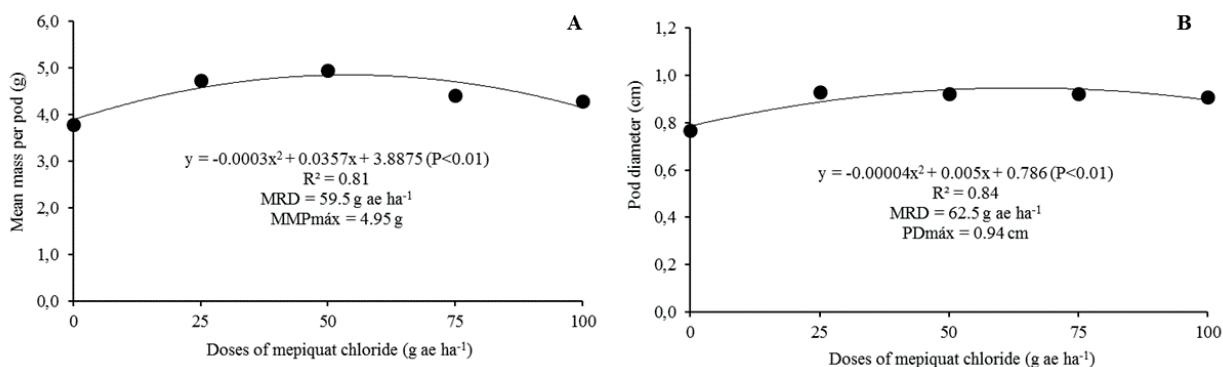 A
6,0
5,0
4,0
3,0
2,0
1,0
0,0
Mean mass per pod (g)
y = -0.0003x² + 0.0357x + 3.8875 (P<0.01)
R² = 0.81
MRD = 59.5 g ae ha⁻¹
MMPmáx = 4.95 g
0 25 50 75 100
Doses of mepiquat chloride (g ae ha⁻¹)
B
1,2
1,0
0,8
0,6
0,4
0,2
0,0
Pod diameter (cm)
y = -0.00004x² + 0.005x + 0.786 (P<0.01)
R² = 0.84
MRD = 62.5 g ae ha⁻¹
PDmáx = 0.94 cm
0 25 50 75 100
Doses of mepiquat chloride (g ae ha⁻¹)